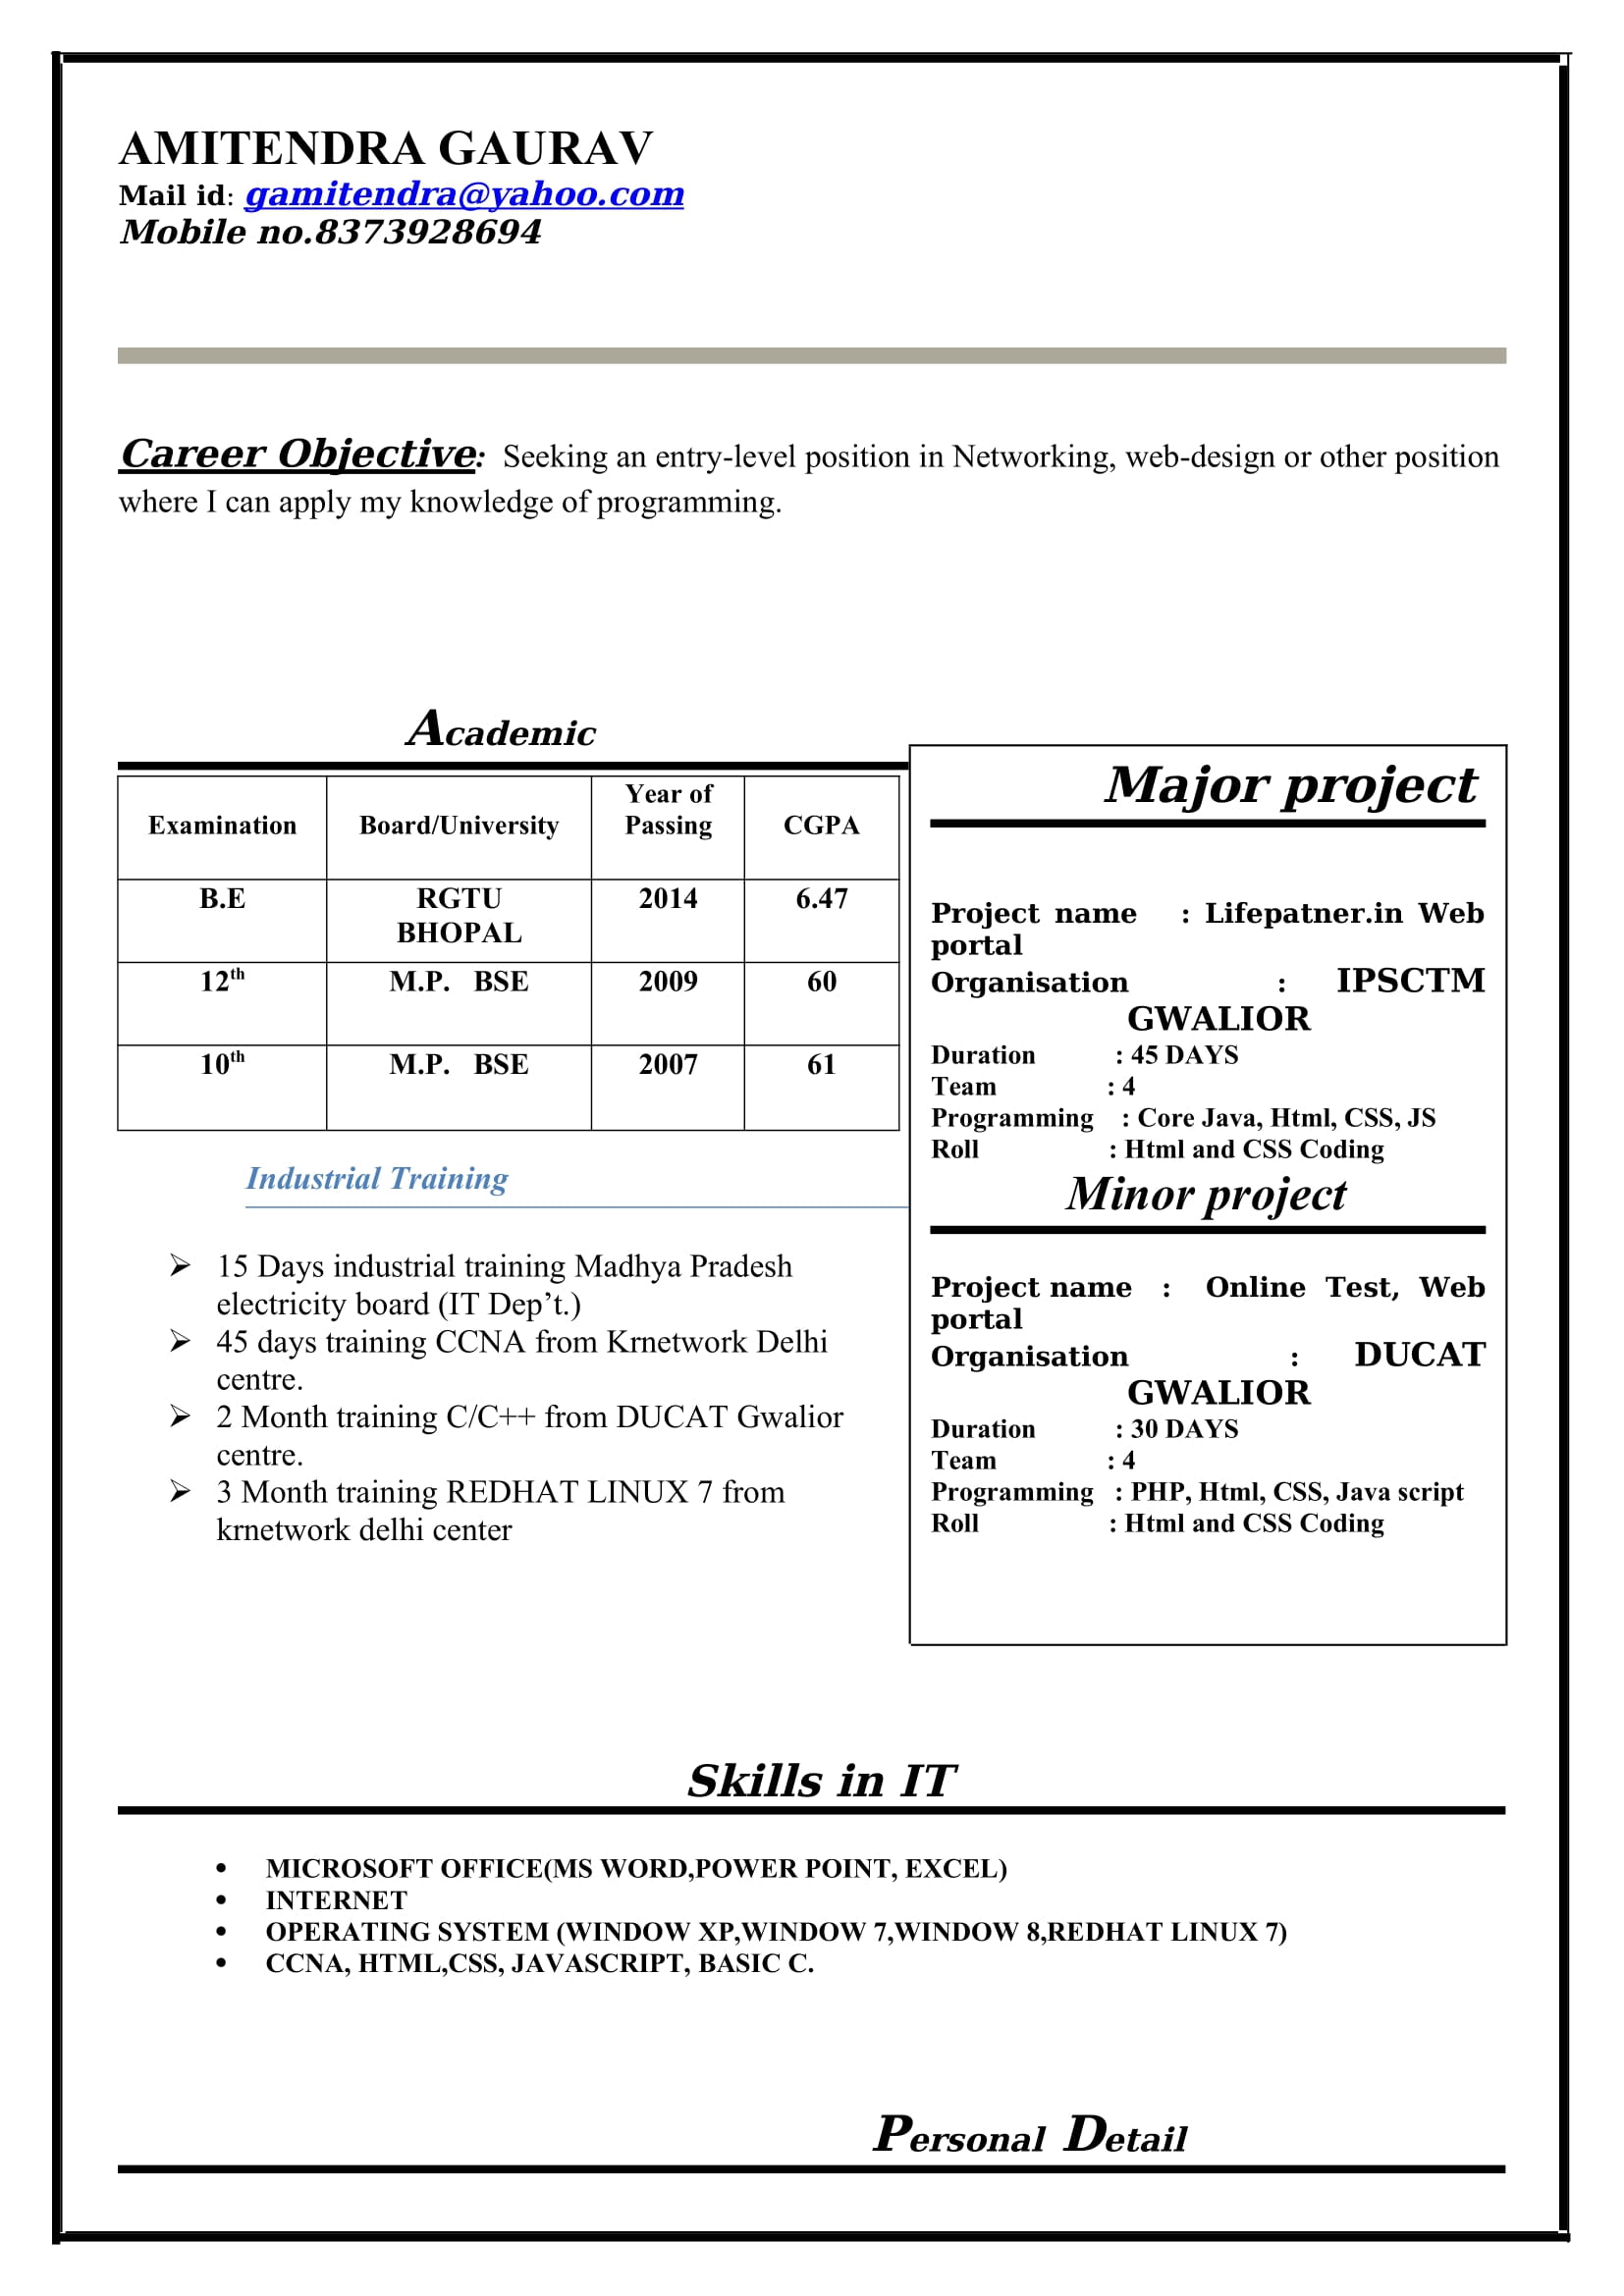 AMITENDRA GAURAV
Mail id: gamitendra@yahoo.com
Mobile no.8373928694
Career Objective: Seeking an entry-level position in Networking, web-design or other position
where I can apply my knowledge of programming.
Academic
Examination Board/University Year of Passing CGPA
B.E RGTU BHOPAL 2014 6.47
12th M.P. BSE 2009 60
10th M.P. BSE 2007 61
Industrial Training
➢ 15 Days industrial training Madhya Pradesh
electricity board (IT Dep’t.)
➢ 45 days training CCNA from Krnetwork Delhi
centre.
➢ 2 Month training C/C++ from DUCAT Gwalior
centre.
➢ 3 Month training REDHAT LINUX 7 from
krnetwork delhi center
Major project
Project name : Lifepatner.in Web
portal
Organisation : IPSCTM
GWALIOR
Duration : 45 DAYS
Team : 4
Programming : Core Java, Html, CSS, JS
Roll : Html and CSS Coding
Minor project
Project name : Online Test, Web
portal
Organisation : DUCAT
GWALIOR
Duration : 30 DAYS
Team : 4
Programming : PHP, Html, CSS, Java script
Roll : Html and CSS Coding
Skills in IT
• MICROSOFT OFFICE(MS WORD,POWER POINT, EXCEL)
• INTERNET
• OPERATING SYSTEM (WINDOW XP,WINDOW 7,WINDOW 8,REDHAT LINUX 7)
• CCNA, HTML,CSS, JAVASCRIPT, BASIC C.
Personal Detail